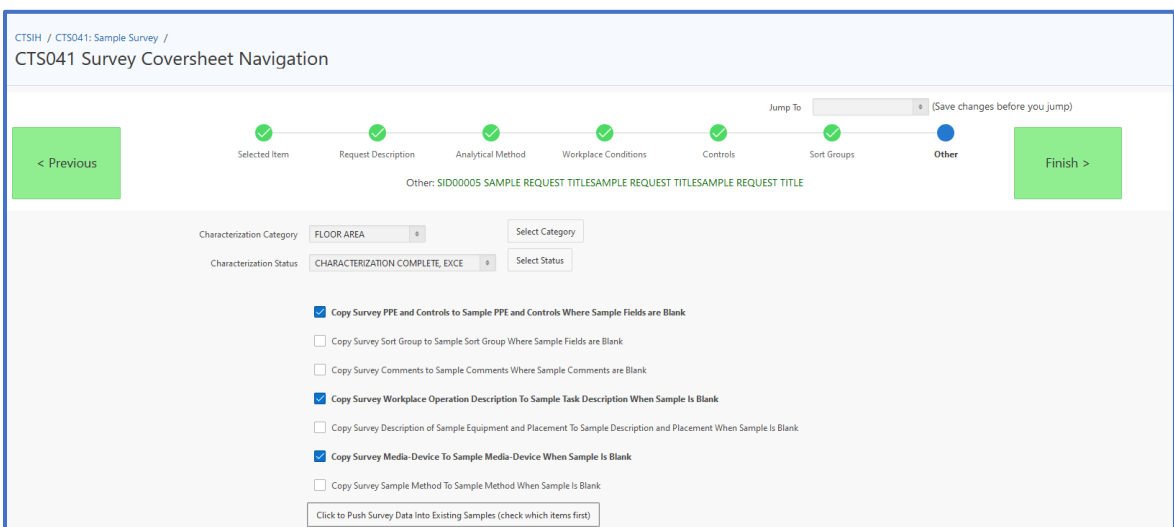 CTSIH / CTS041: Sample Survey /
CTS041 Survey Coversheet Navigation
Jump To (Save changes before you jump)
< Previous
Selected Item Request Description Analytical Method Workplace Conditions Controls Sort Groups Other
Finish >
Other: SID00005 SAMPLE REQUEST TITLESAMPLE REQUEST TITLESAMPLE REQUEST TITLE
Characterization Category FLOOR AREA Select Category
Characterization Status CHARACTERIZATION COMPLETE, EXCE Select Status
Copy Survey PPE and Controls to Sample PPE and Controls Where Sample Fields are Blank
Copy Survey Sort Group to Sample Sort Group Where Sample Fields are Blank
Copy Survey Comments to Sample Comments Where Sample Comments are Blank
Copy Survey Workplace Operation Description To Sample Task Description When Sample Is Blank
Copy Survey Description of Sample Equipment and Placement To Sample Description and Placement When Sample Is Blank
Copy Survey Media-Device To Sample Media-Device When Sample Is Blank
Copy Survey Sample Method To Sample Method When Sample Is Blank
Click to Push Survey Data Into Existing Samples (check which items first)